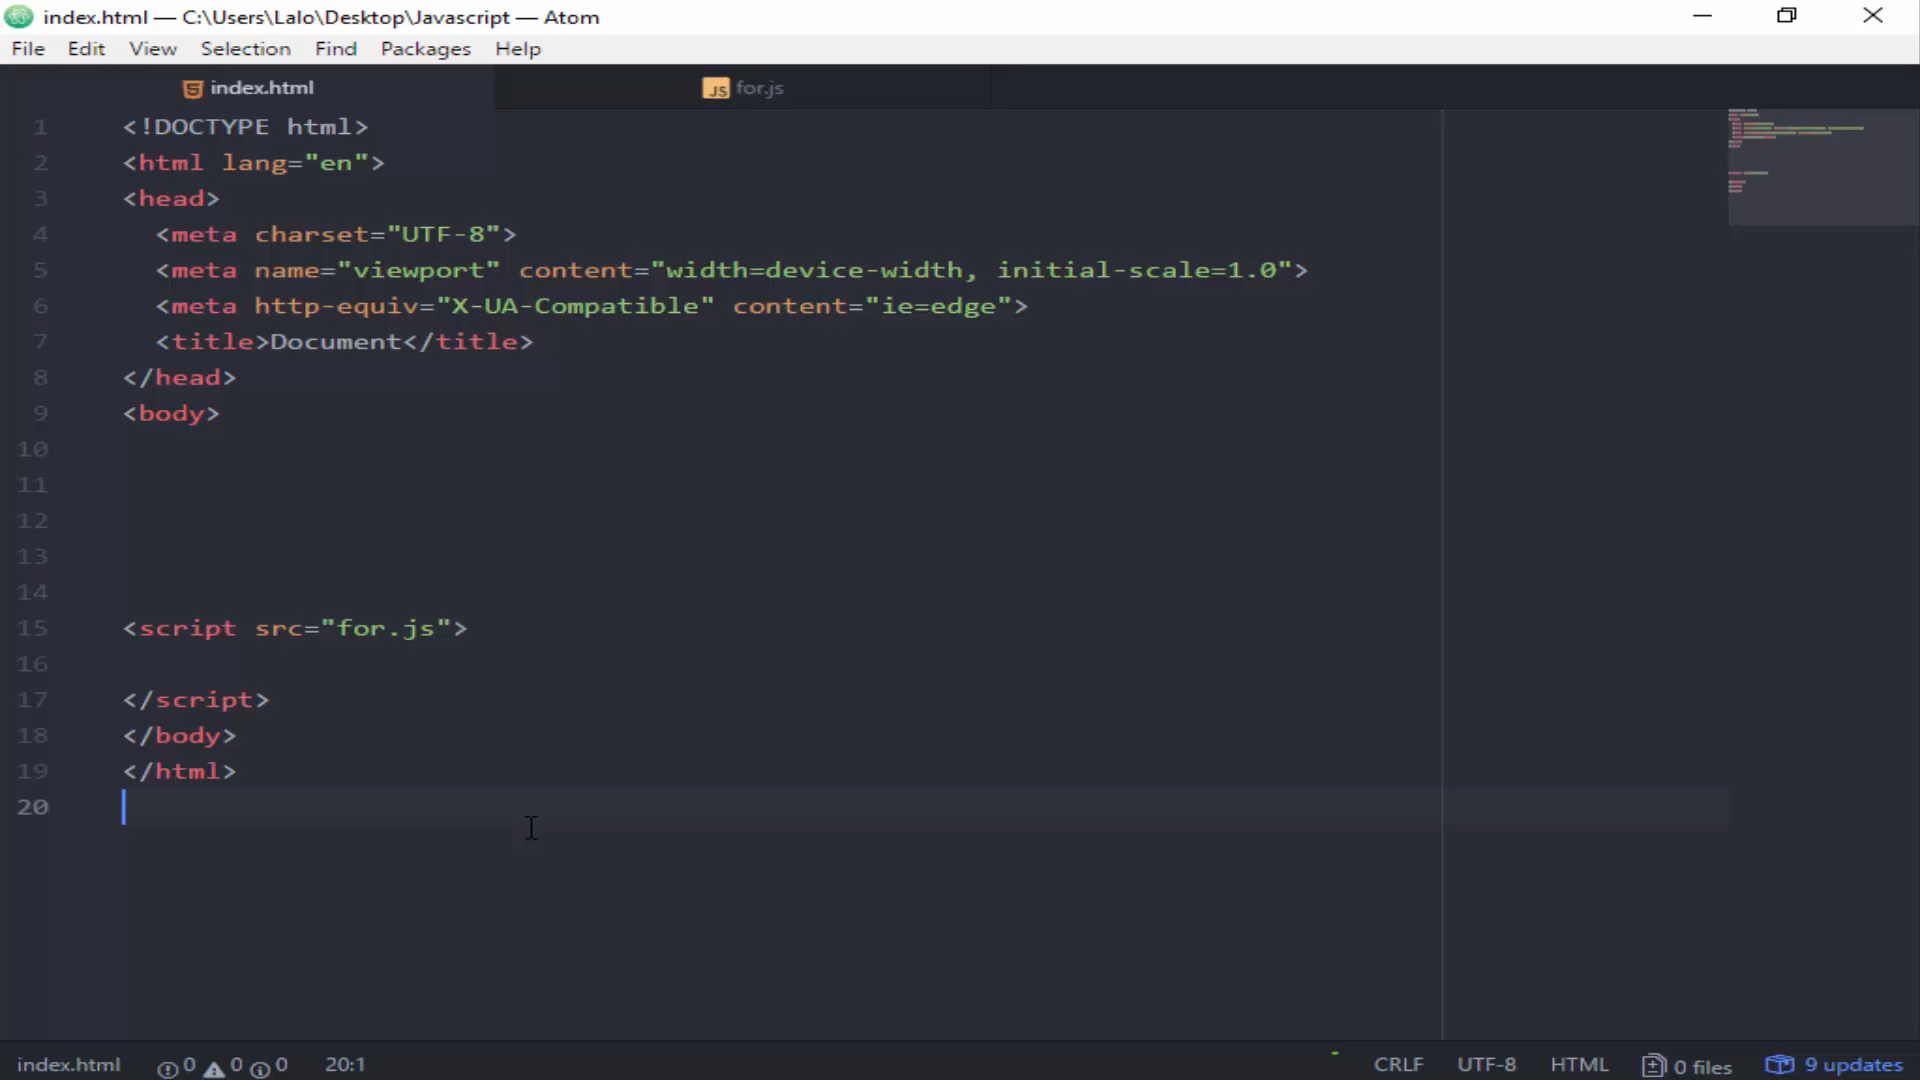 index.html — C:\Users\Lalo\Desktop\Javascript — Atom
File Edit View Selection Find Packages Help
index.html JS for.js
1 <!DOCTYPE html>
2 <html lang="en">
3 <head>
4 <meta charset="UTF-8">
5 <meta name="viewport" content="width=device-width, initial-scale=1.0">
6 <meta http-equiv="X-UA-Compatible" content="ie=edge">
7 <title>Document</title>
8 </head>
9 <body>
10
11
12
13
14
15 <script src="for.js">
16
17 </script>
18 </body>
19 </html>
20
index.html 0 0 0 20:1 CRLF UTF-8 HTML 0 files 9 updates